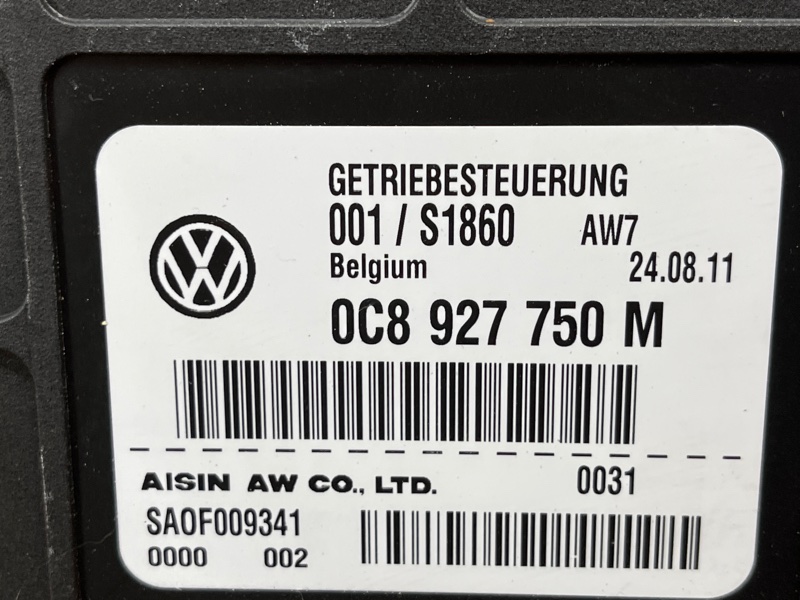 GETRIEBESTEUERUNG
001 / S1860 AW7
Belgium 24.08.11
0C8 927 750 M
AISIN AW CO., LTD. 0031
SA0F009341
0000 002